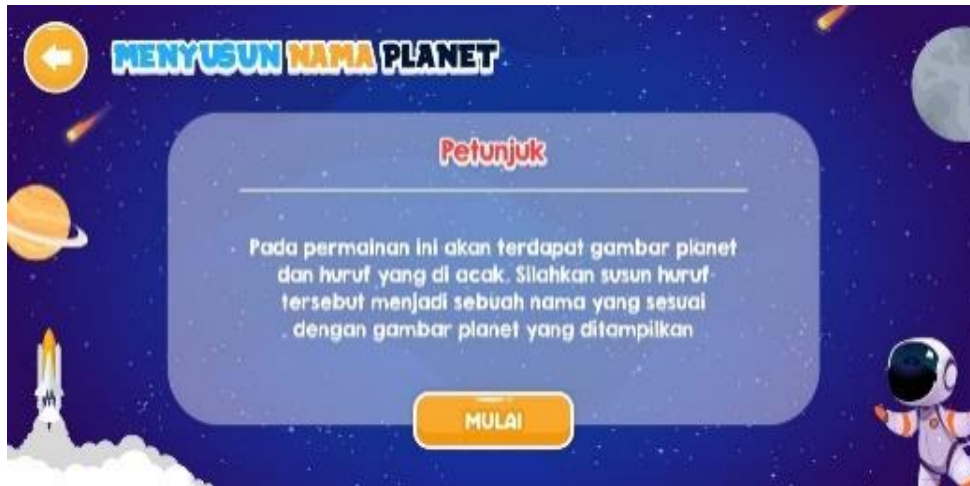 MENYUSUN NAMA PLANET
Petunjuk
Pada permainan ini akan terdapat gambar planet
dan huruf yang di acak. Silahkan susun huruf
tersebut menjadi sebuah nama yang sesuai
dengan gambar planet yang ditampilkan
MULAI